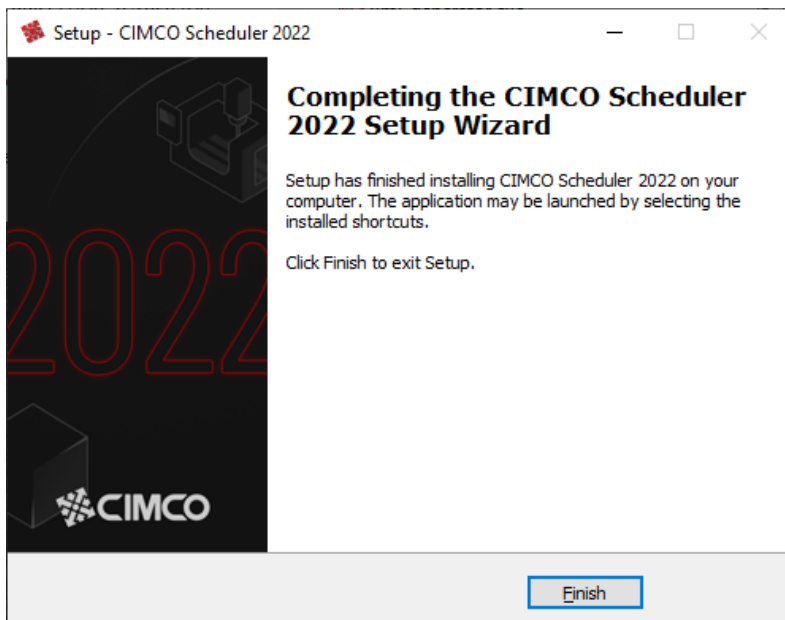 Setup - CIMCO Scheduler 2022
Completing the CIMCO Scheduler
2022 Setup Wizard
Setup has finished installing CIMCO Scheduler 2022 on your
computer. The application may be launched by selecting the
installed shortcuts.
Click Finish to exit Setup.
2022
CIMCO
Finish